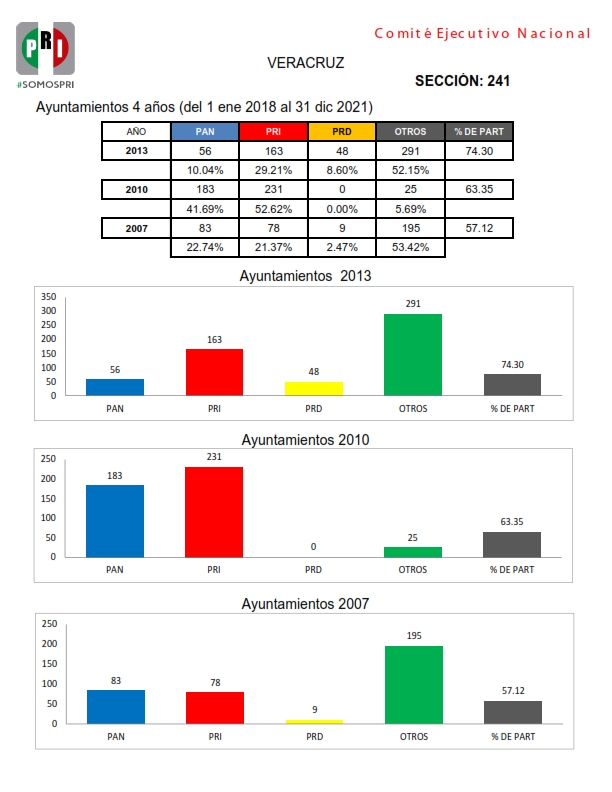 Comité Ejecutivo Nacional
PRI
#SOMOSPRI
VERACRUZ
SECCIÓN: 241
Ayuntamientos 4 años (del 1 ene 2018 al 31 dic 2021)
AÑO PAN PRI PRD OTROS % DE PART
2013 56 163 48 291 74.30
10.04% 29.21% 8.60% 52.15%
2010 183 231 0 25 63.35
41.69% 52.62% 0.00% 5.69%
2007 83 78 9 195 57.12
22.74% 21.37% 2.47% 53.42%
Ayuntamientos 2013
350
300
250
200
150
100
50
0
56 163 48 291 74.30
PAN PRI PRD OTROS % DE PART
Ayuntamientos 2010
250
200
150
100
50
0
183 231 0 25 63.35
PAN PRI PRD OTROS % DE PART
Ayuntamientos 2007
250
200
150
100
50
0
83 78 9 195 57.12
PAN PRI PRD OTROS % DE PART